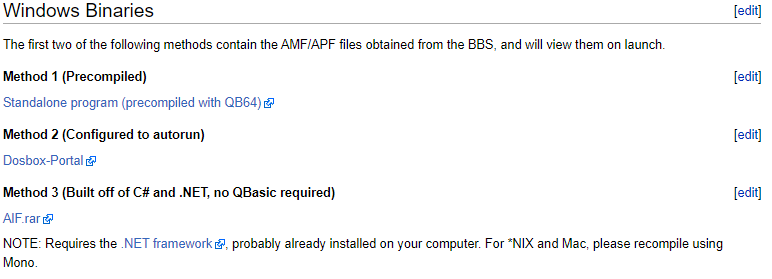 Windows Binaries [edit]
The first two of the following methods contain the AMF/APF files obtained from the BBS, and will view them on launch.
Method 1 (Precompiled) [edit]
Standalone program (precompiled with QB64)
Method 2 (Configured to autorun) [edit]
Dosbox-Portal
Method 3 (Built off of C# and .NET, no QBasic required) [edit]
AIF.rar
NOTE: Requires the .NET framework, probably already installed on your computer. For *NIX and Mac, please recompile using
Mono.